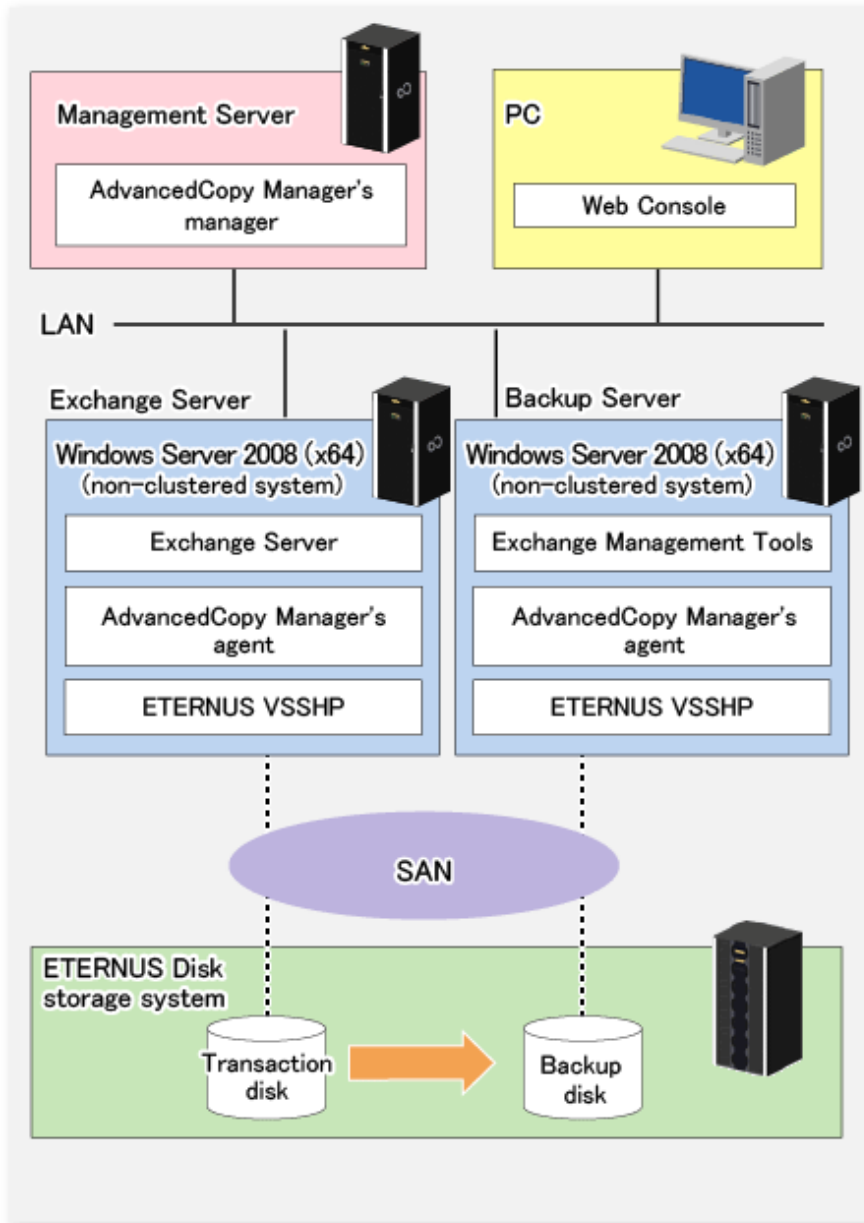 Management Server
AdvancedCopy Manager's
manager
PC
Web Console
LAN
Exchange Server
Windows Server 2008 (x64)
(non-clustered system)
Exchange Server
AdvancedCopy Manager's
agent
ETERNUS VSSHP
Backup Server
Windows Server 2008 (x64)
(non-clustered system)
Exchange Management Tools
AdvancedCopy Manager's
agent
ETERNUS VSSHP
SAN
ETERNUS Disk
storage system
Transaction
disk
Backup
disk